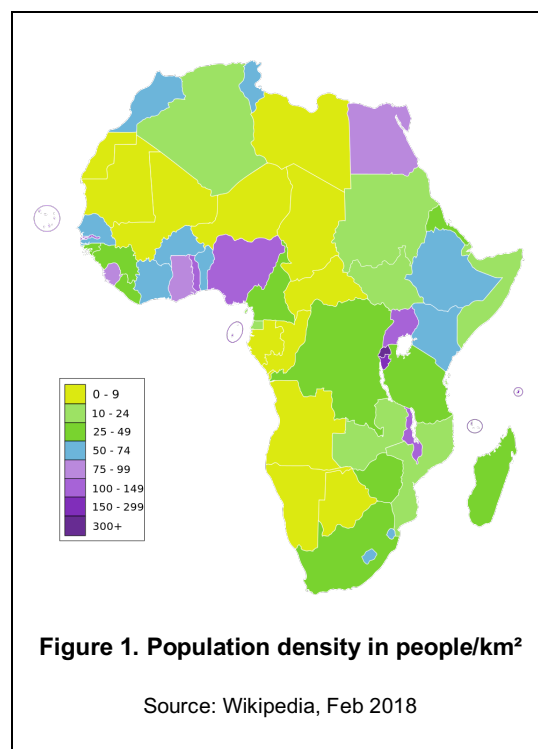 0 - 9
10 - 24
25 - 49
50 - 74
75 - 99
100 - 149
150 - 299
300+
Figure 1. Population density in people/km²
Source: Wikipedia, Feb 2018